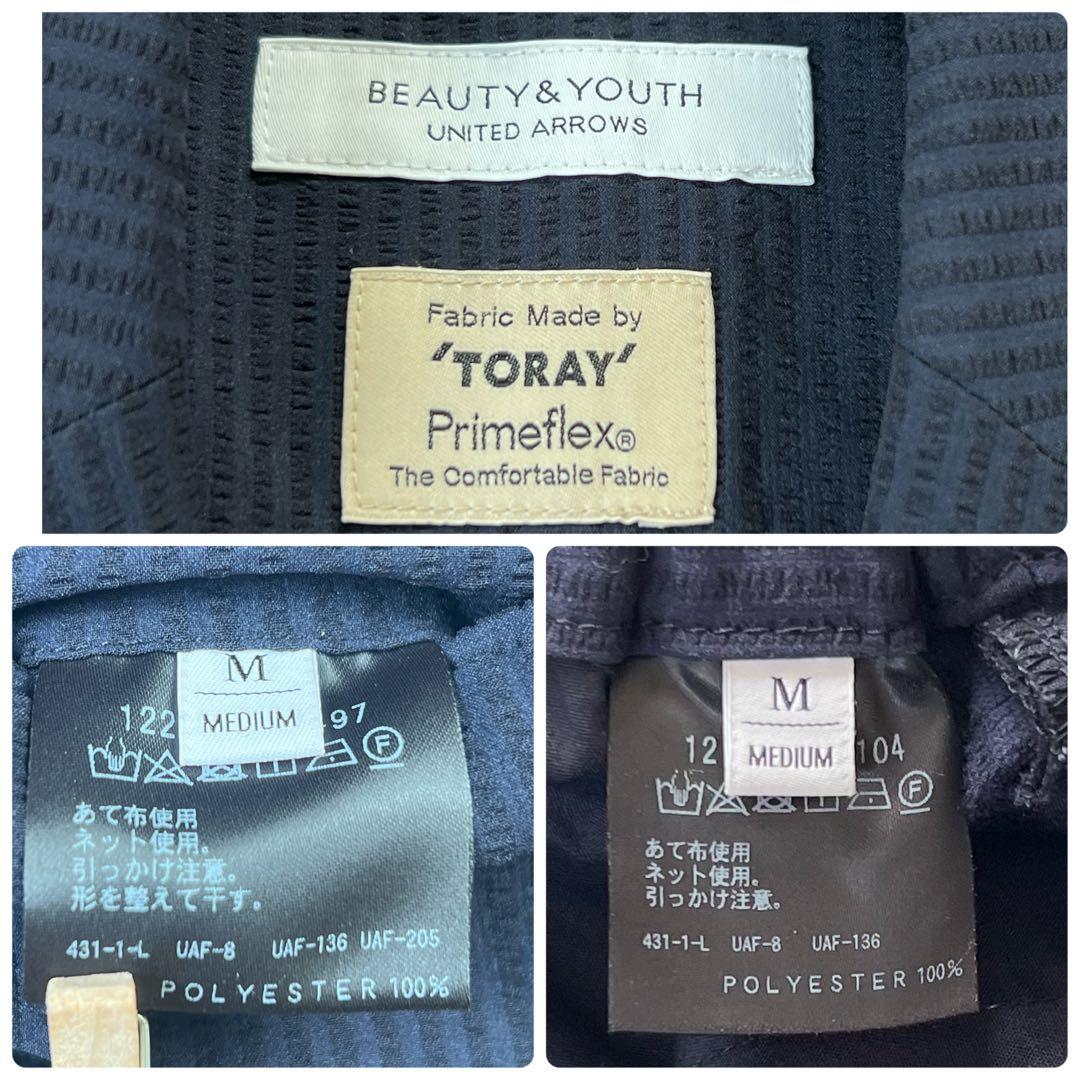 BEAUTY&YOUTH
UNITED ARROWS
Fabric Made by
'TORAY'
Primeflex®
The Comfortable Fabric
M
MEDIUM
122 97
F
あて布使用
ネット使用。
引っかけ注意。
形を整えて干す。
431-1-L UAF-8 UAF-136 UAF-205
POLYESTER 100%
M
MEDIUM
12 104
F
あて布使用
ネット使用。
引っかけ注意。
431-1-L UAF-8 UAF-136
POLYESTER 100%